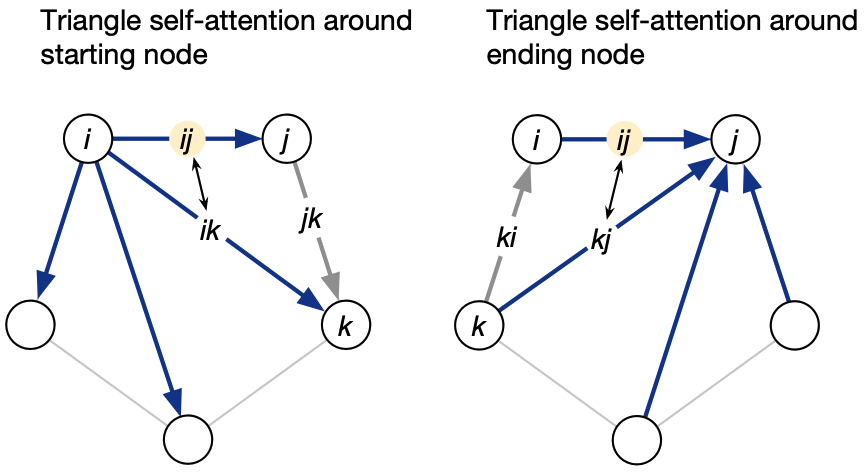 Triangle self-attention around
starting node
i
ij
j
ik
jk
k
Triangle self-attention around
ending node
i
ij
j
ki
kj
k